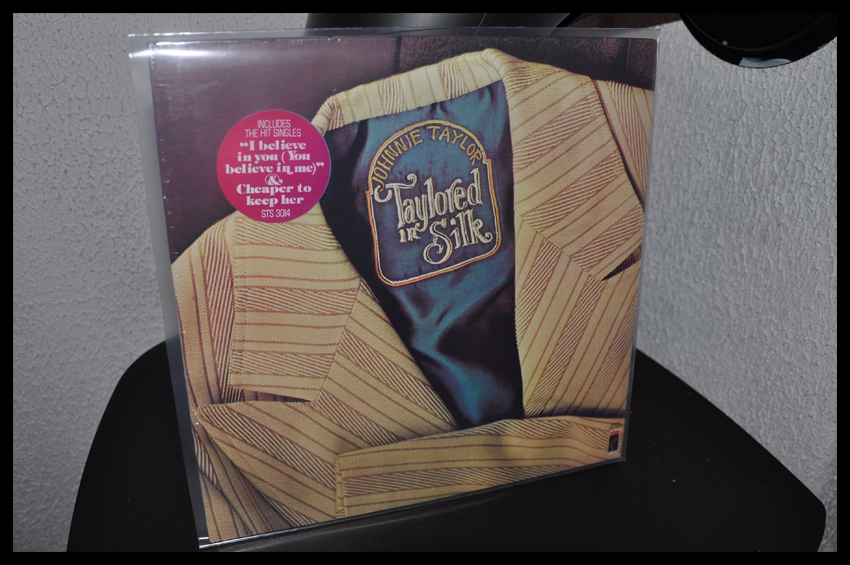 INCLUDES
THE HIT SINGLES
“I believe
in you (You
believe in me)”
&
Cheaper to
keep her
STS 3014
JOHNNIE TAYLOR
Taylored
in
Silk